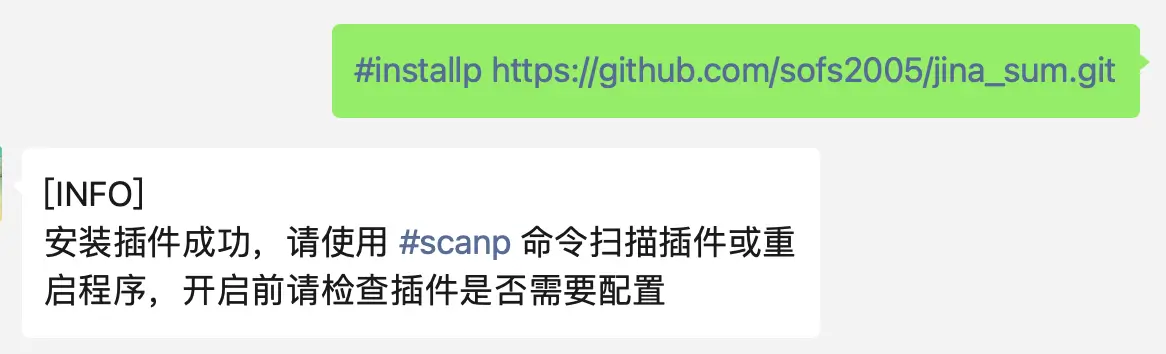 #installp https://github.com/sofs2005/jina_sum.git
[INFO]
安装插件成功，请使用 #scanp 命令扫描插件或重
启程序，开启前请检查插件是否需要配置